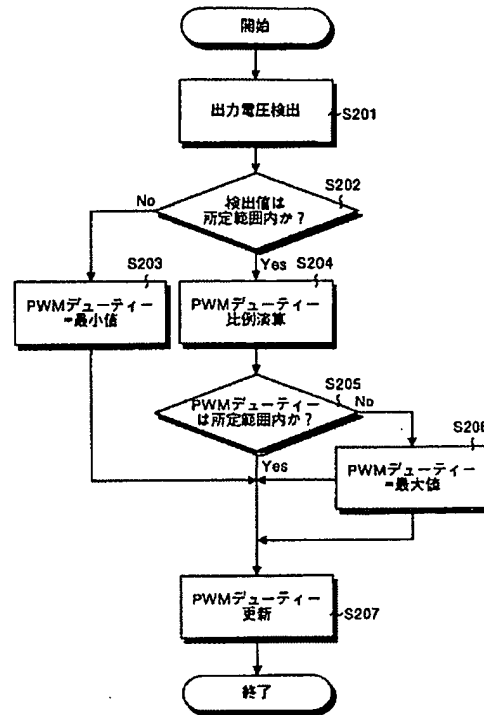 開始
出力電圧検出
S201
S202
検出値は
所定範囲内か?
No
Yes
S203
PWMデューティー
=最小値
S204
PWMデューティー
比例演算
S205
PWMデューティー
は所定範囲内か?
No
Yes
S206
PWMデューティー
=最大値
PWMデューティー
更新
S207
終了